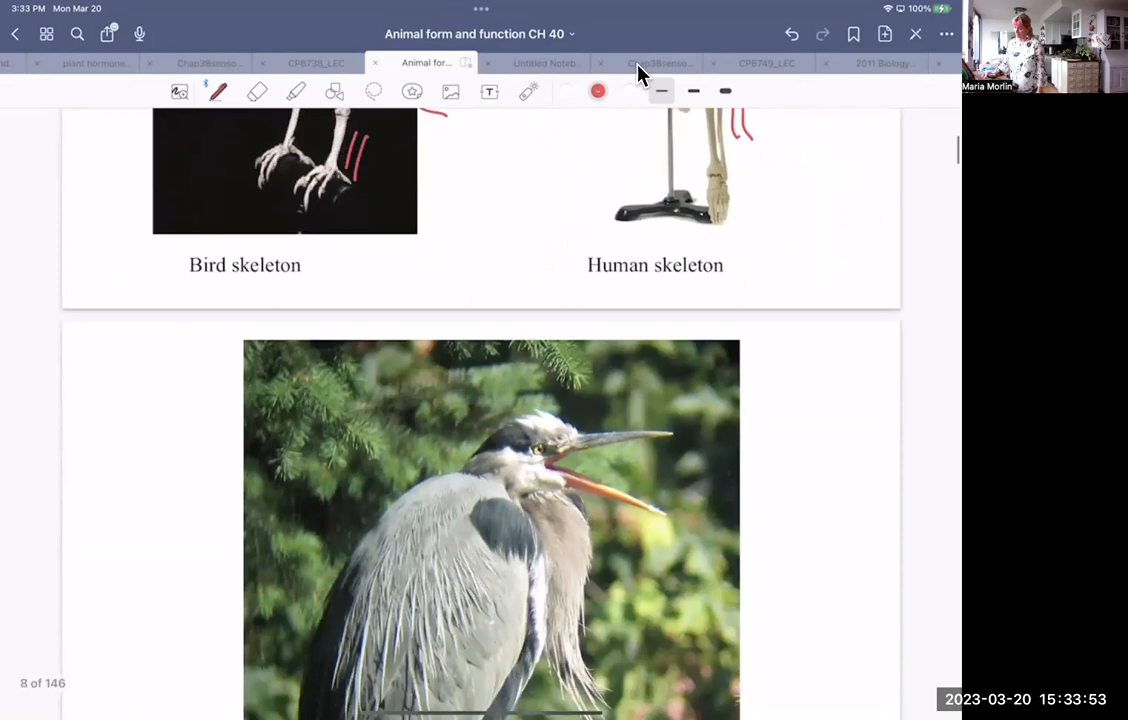 3:33 PM Mon Mar 20
100%
Animal form and function CH 40
plant hormone...
Chap38senso...
CPB738_LEC
Animal for...
Untitled Noteb...
CPB749_LEC
2011 Biology...
Maria Morlin
Bird skeleton
Human skeleton
8 of 146
2023-03-20 15:33:53